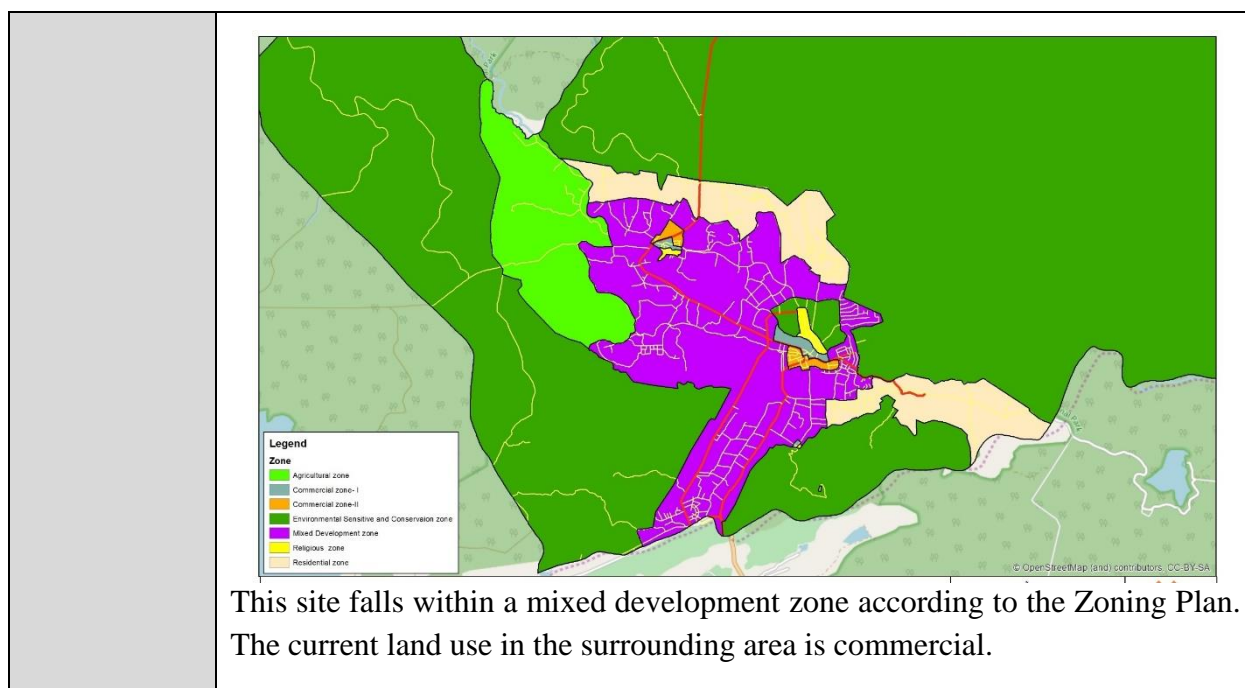 Park
Park
Legend
Zone
Agricultural zone
Commercial zone- I
Commercial zone-II
Environmental Sensitive and Conservaion zone
Mixed Development zone
Religious zone
Residential zone
© OpenStreetMap (and) contributors, CC-BY-SA
This site falls within a mixed development zone according to the Zoning Plan.
The current land use in the surrounding area is commercial.